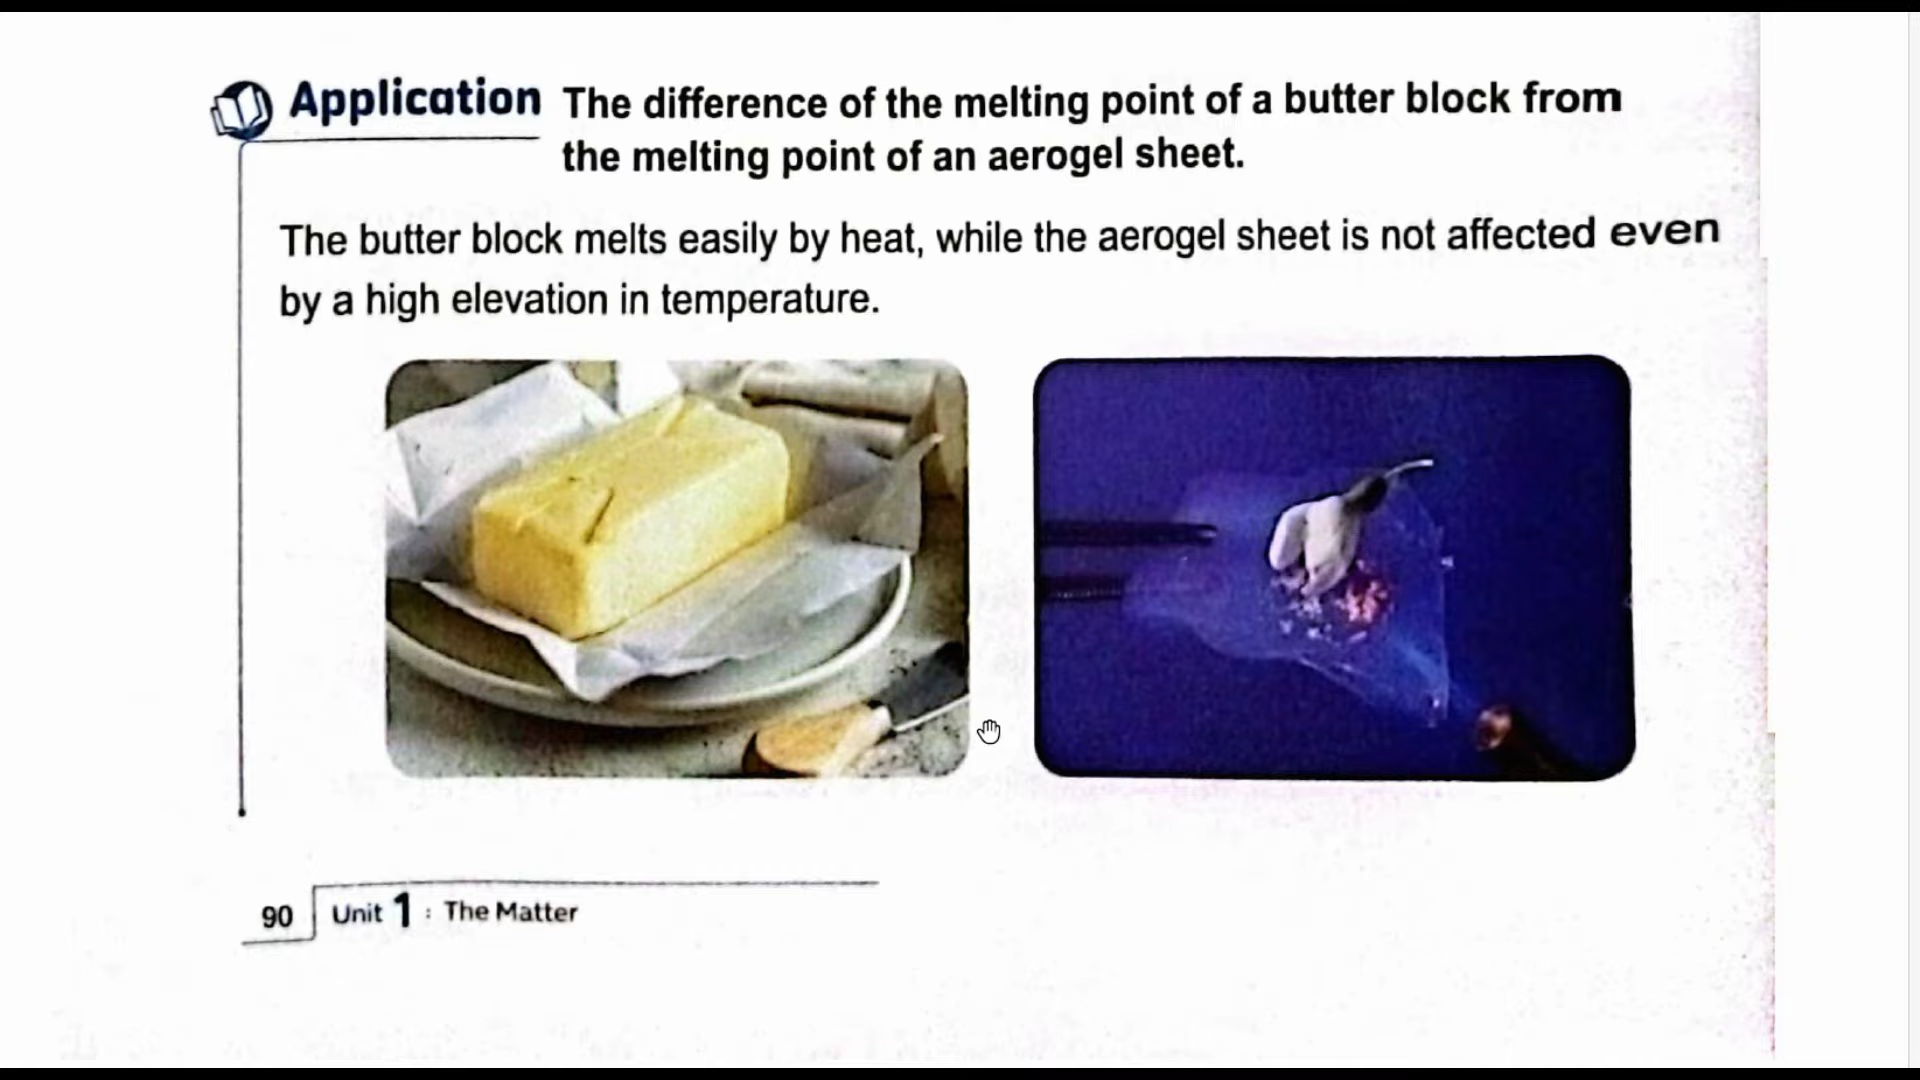 Application The difference of the melting point of a butter block from
the melting point of an aerogel sheet.
The butter block melts easily by heat, while the aerogel sheet is not affected even
by a high elevation in temperature.
90 Unit 1 : The Matter